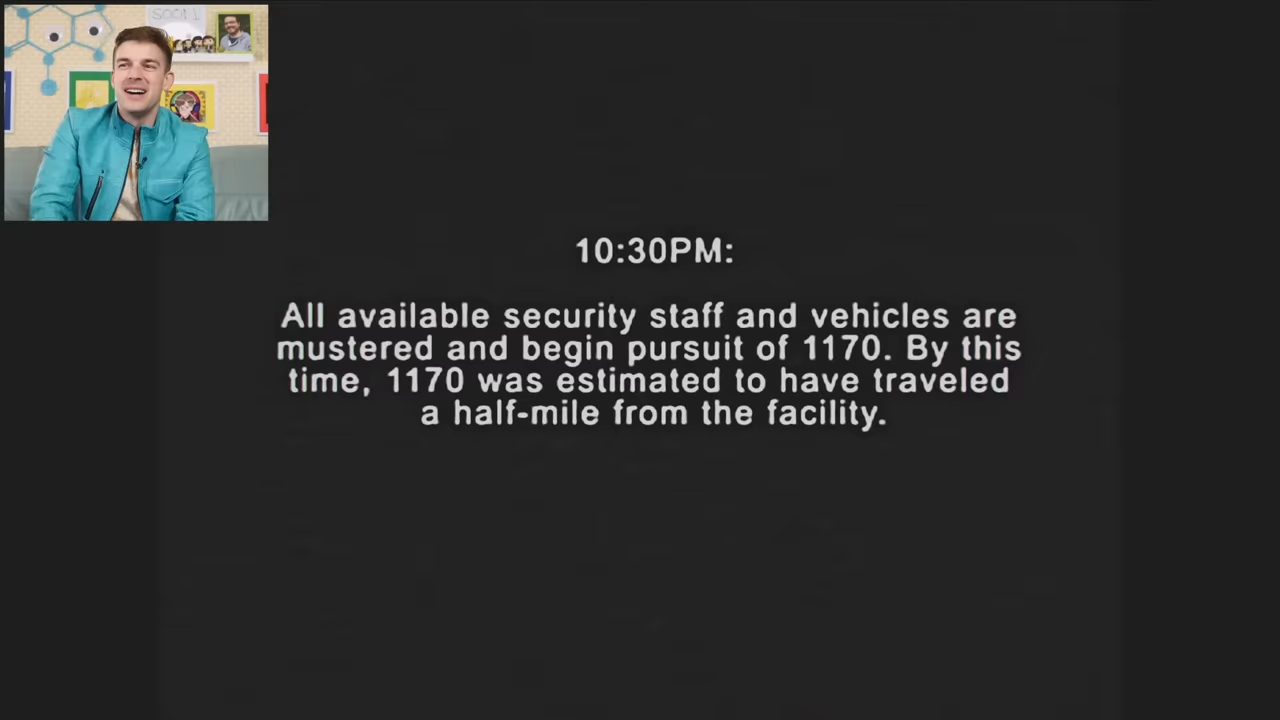 SOON!
10:30PM:
All available security staff and vehicles are
mustered and begin pursuit of 1170. By this
time, 1170 was estimated to have traveled
a half-mile from the facility.